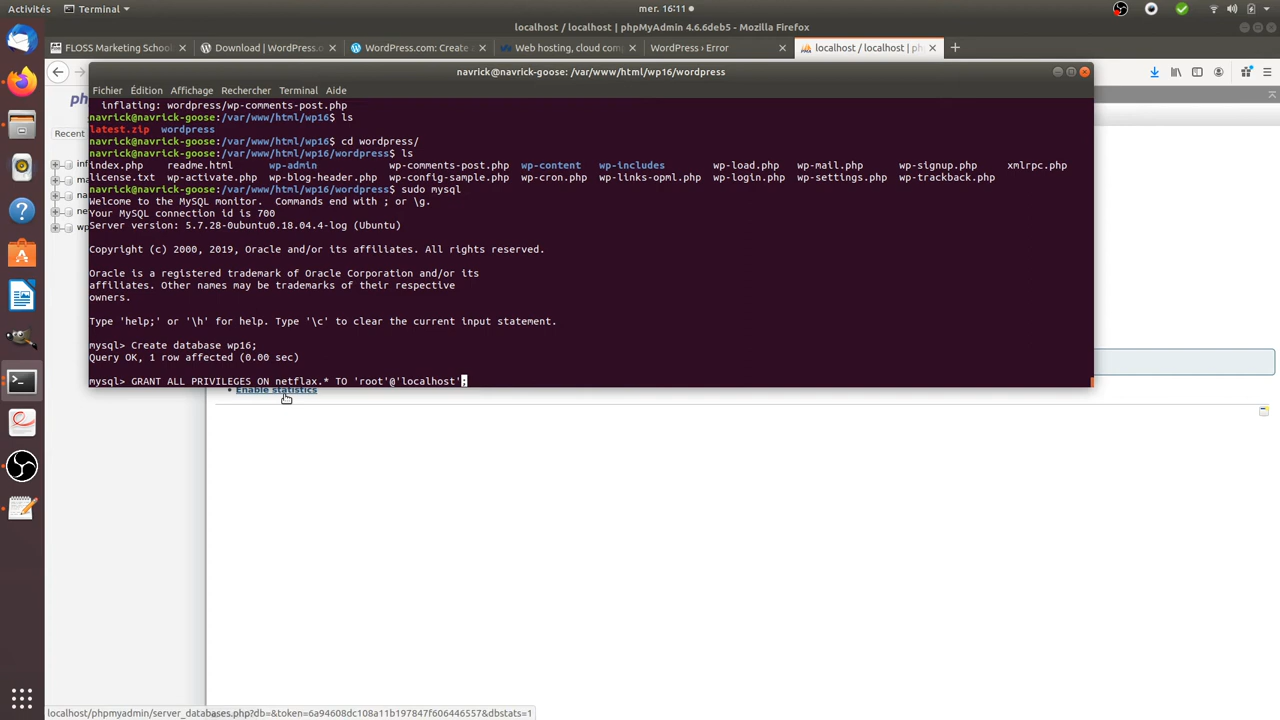 Activités
Terminal
mer. 16:11
localhost / localhost | phpMyAdmin 4.6.6deb5 - Mozilla Firefox
FLOSS Marketing School
Download | WordPress.o
WordPress.com: Create
Web hosting, cloud comp
WordPress › Error
localhost / localhost | ph
navrick@navrick-goose: /var/www/html/wp16/wordpress
Fichier Édition Affichage Rechercher Terminal Aide
ph
Recent
inf
ma
na
ne
wp
inflating: wordpress/wp-comments-post.php
navrick@navrick-goose:/var/www/html/wp16$ ls
latest.zip wordpress
navrick@navrick-goose:/var/www/html/wp16$ cd wordpress/
navrick@navrick-goose:/var/www/html/wp16/wordpress$ ls
index.php readme.html wp-admin wp-comments-post.php wp-content wp-includes wp-load.php wp-mail.php wp-signup.php xmlrpc.php
license.txt wp-activate.php wp-blog-header.php wp-config-sample.php wp-cron.php wp-links-opml.php wp-login.php wp-settings.php wp-trackback.php
navrick@navrick-goose:/var/www/html/wp16/wordpress$ sudo mysql
Welcome to the MySQL monitor. Commands end with ; or \g.
Your MySQL connection id is 700
Server version: 5.7.28-0ubuntu0.18.04.4-log (Ubuntu)
Copyright (c) 2000, 2019, Oracle and/or its affiliates. All rights reserved.
Oracle is a registered trademark of Oracle Corporation and/or its
affiliates. Other names may be trademarks of their respective
owners.
Type 'help;' or '\h' for help. Type '\c' to clear the current input statement.
mysql> Create database wp16;
Query OK, 1 row affected (0.00 sec)
mysql> GRANT ALL PRIVILEGES ON netflax.* TO 'root'@'localhost';
Enable statistics
localhost/phpmyadmin/server_databases.php?db=&token=6a94608dc108a11b197847f606446557&dbstats=1